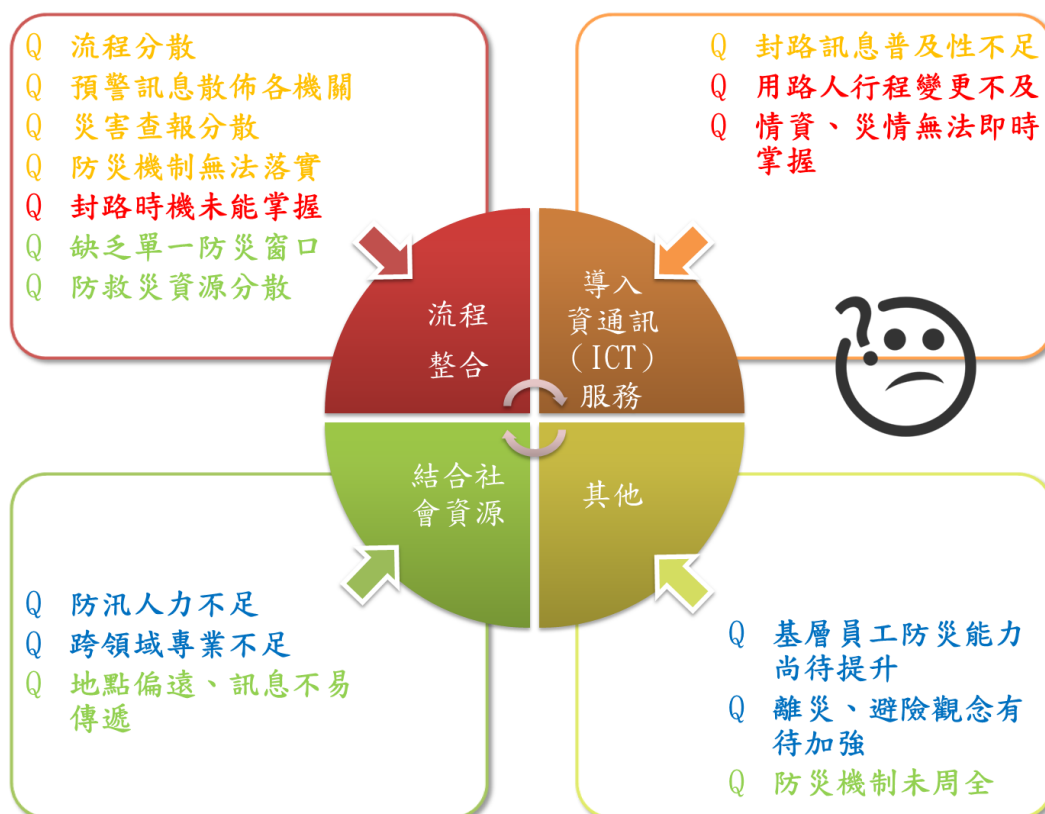 Q 流程分散
Q 預警訊息散佈各機關
Q 災害查報分散
Q 防災機制無法落實
Q 封路時機未能掌握
Q 缺乏單一防災窗口
Q 防救災資源分散
Q 封路訊息普及性不足
Q 用路人行程變更不及
Q 情資、災情無法即時
掌握
流程
整合
導入
資通訊
(ICT)
服務
結合社
會資源
其他
Q 防汛人力不足
Q 跨領域專業不足
Q 地點偏遠、訊息不易
傳遞
Q 基層員工防災能力
尚待提升
Q 離災、避險觀念有
待加強
Q 防災機制未周全